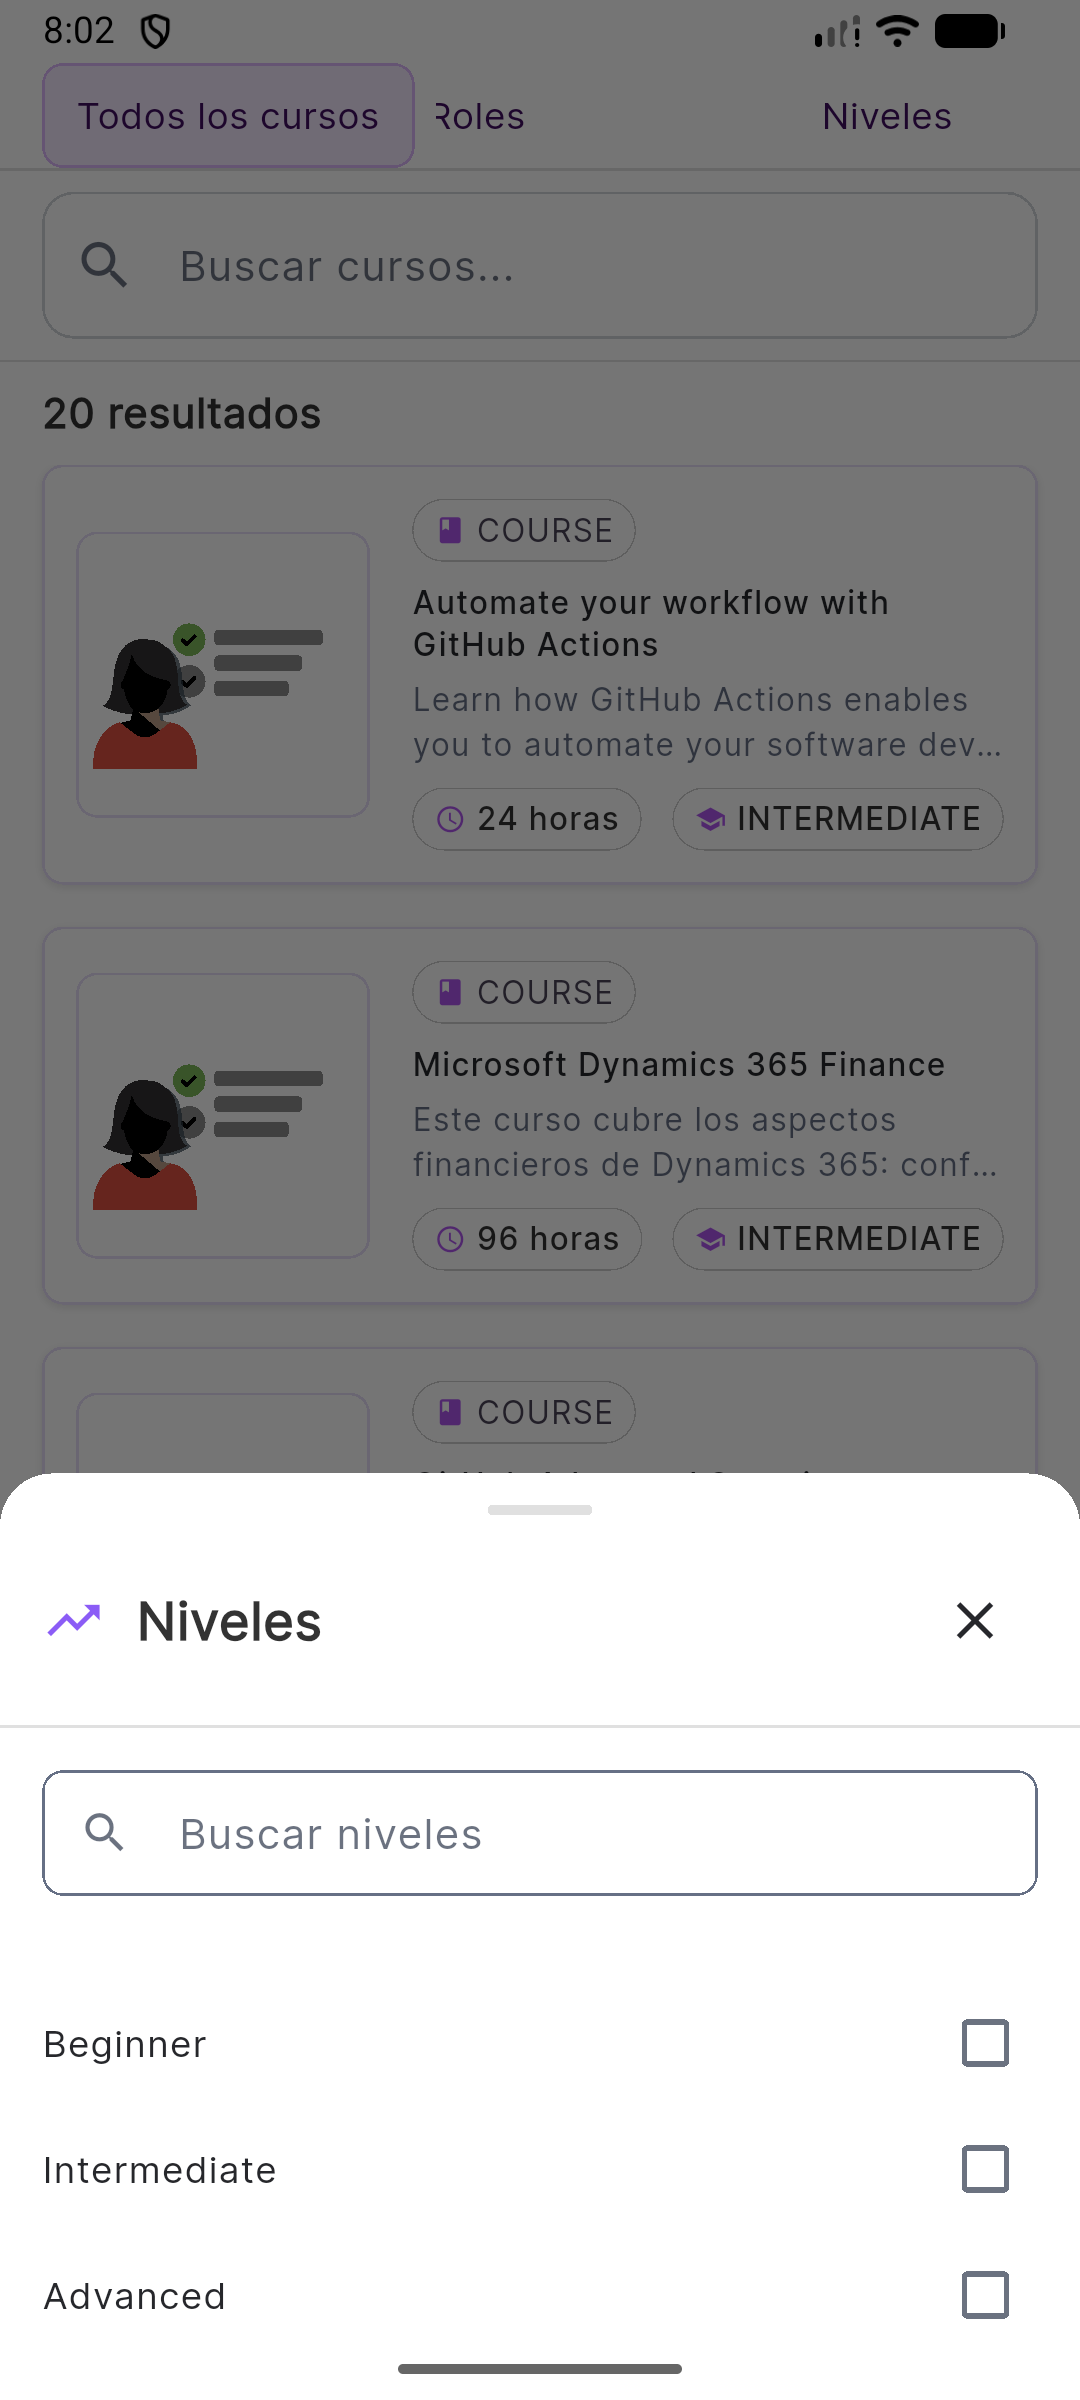 8:02
Todos los cursos
Roles
Niveles
Buscar cursos...
20 resultados
COURSE
Automate your workflow with
GitHub Actions
Learn how GitHub Actions enables
you to automate your software dev...
24 horas
INTERMEDIATE
COURSE
Microsoft Dynamics 365 Finance
Este curso cubre los aspectos
financieros de Dynamics 365: conf...
96 horas
INTERMEDIATE
COURSE
Niveles
Buscar niveles
Beginner
Intermediate
Advanced